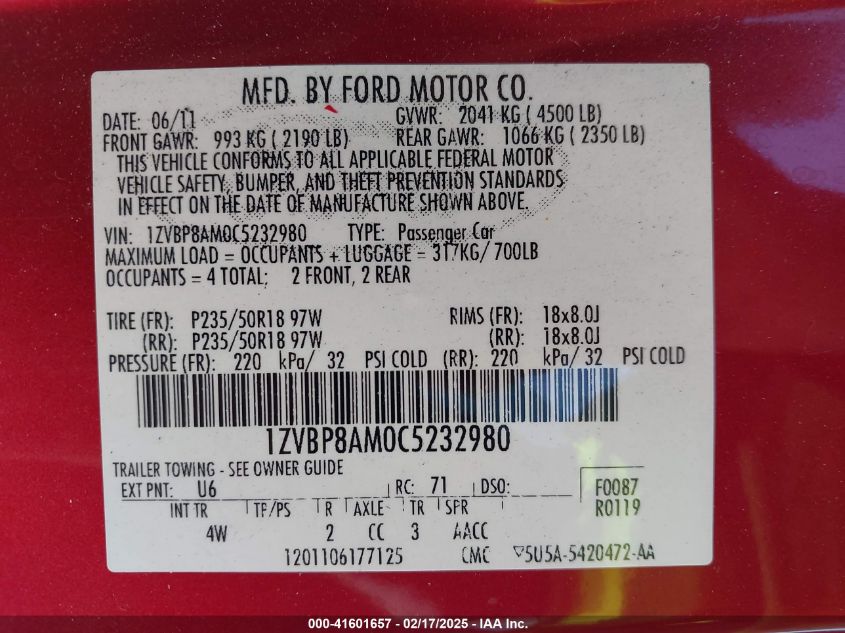 MFD. BY FORD MOTOR CO.
DATE: 06/11 GVWR: 2041 KG ( 4500 LB)
FRONT GAWR: 993 KG ( 2190 LB) REAR GAWR: 1066 KG ( 2350 LB)
THIS VEHICLE CONFORMS TO ALL APPLICABLE FEDERAL MOTOR
VEHICLE SAFETY, BUMPER, AND THEFT PREVENTION STANDARDS
IN EFFECT ON THE DATE OF MANUFACTURE SHOWN ABOVE.
VIN: 1ZVBP8AM0C5232980 TYPE: Passenger Car
MAXIMUM LOAD = OCCUPANTS + LUGGAGE = 317KG/ 700LB
OCCUPANTS = 4 TOTAL; 2 FRONT, 2 REAR
TIRE (FR): P235/50R18 97W RIMS (FR): 18x8.0J
(RR): P235/50R18 97W (RR): 18x8.0J
PRESSURE (FR): 220 kPa/ 32 PSI COLD (RR): 220 kPa/ 32 PSI COLD
1ZVBP8AM0C5232980
TRAILER TOWING - SEE OWNER GUIDE
EXT PNT: U6 RC: 71 DSO: F0087
INT TR TP/PS R AXLE TR SPR R0119
4W 2 CC 3 AACC
1201106177125 CMC ▽5U5A-5420472-AA
000-41601657 - 02/17/2025 - IAA Inc.